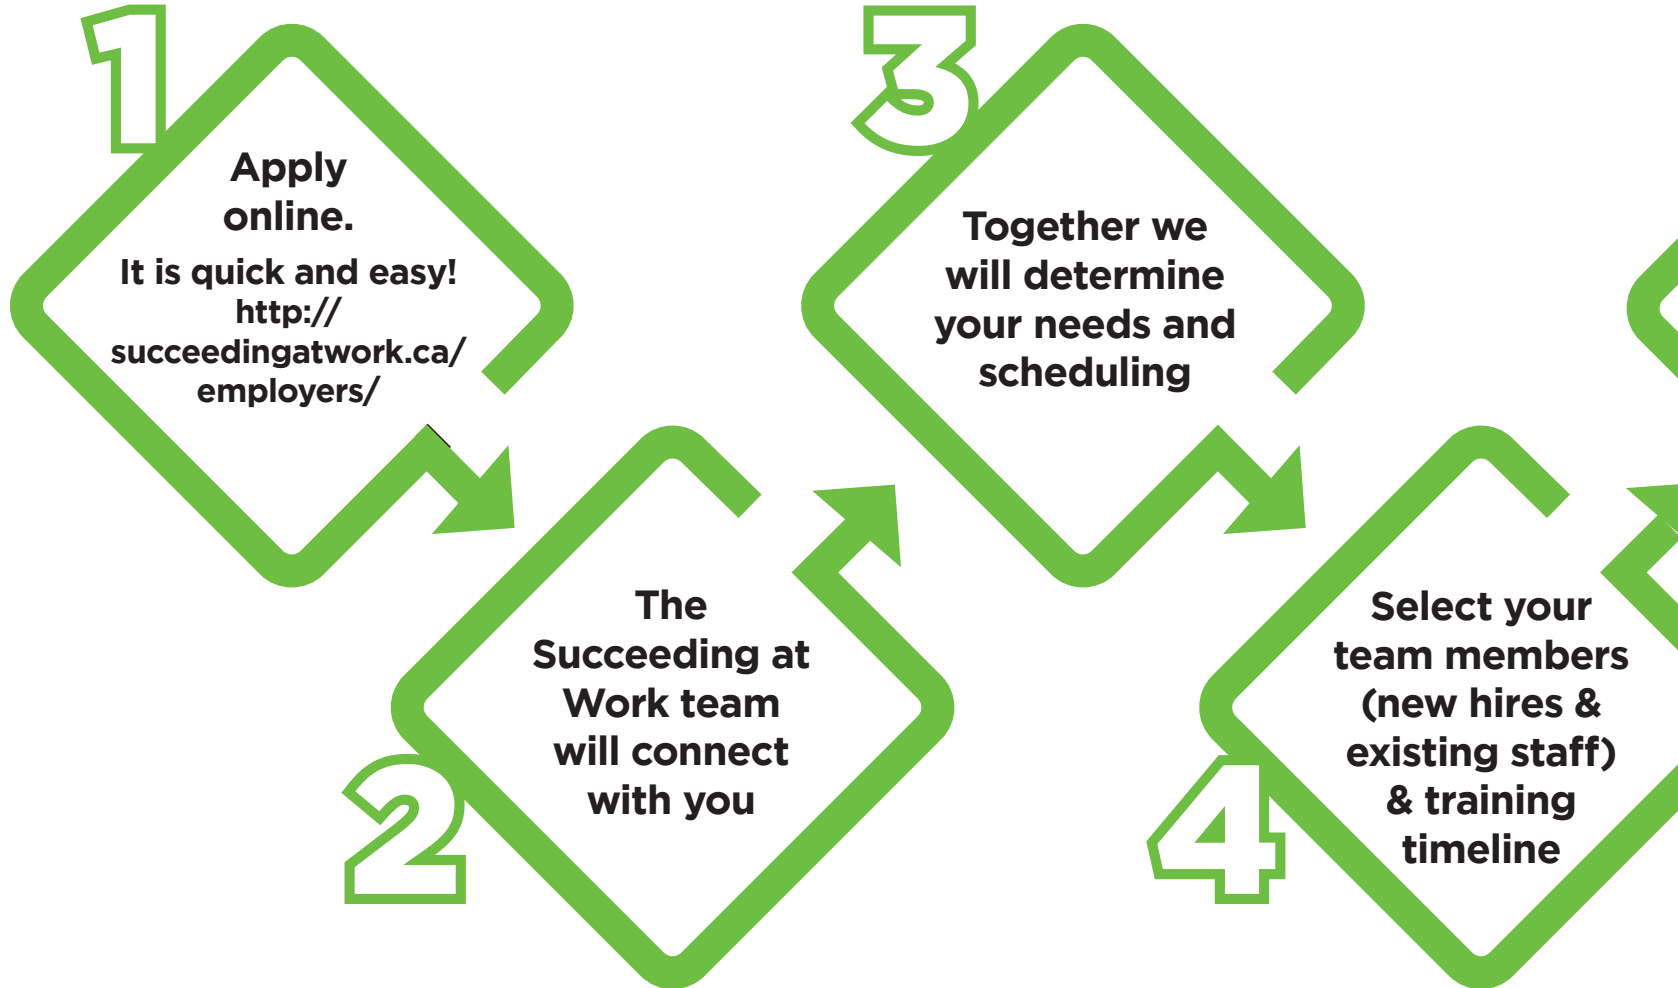 1
Apply
online.
It is quick and easy!
http://
succeedingatwork.ca/
employers/
2
The
Succeeding at
Work team
will connect
with you
3
Together we
will determine
your needs and
scheduling
4
Select your
team members
(new hires &
existing staff)
& training
timeline